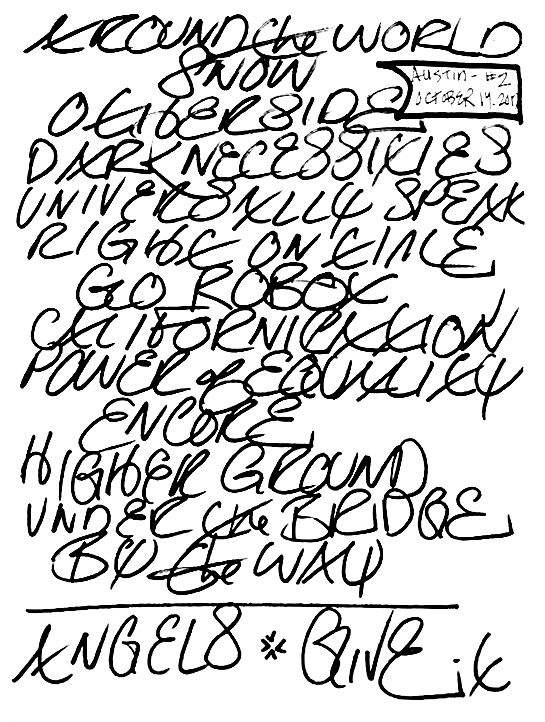 AROUND the WORLD
SNOW
AUSTIN - #2
OCTOBER 14. 2017
OTHERSIDE
DARK NECESSITIES
UNIVERSALLY SPEAK
RIGHT ON TIME
GO ROBOT
CALIFORNICATION
POWER of EQUALITY
ENCORE
HIGHER GROUND
UNDER the BRIDGE
BY the WAY
ANGELS * GIVE it